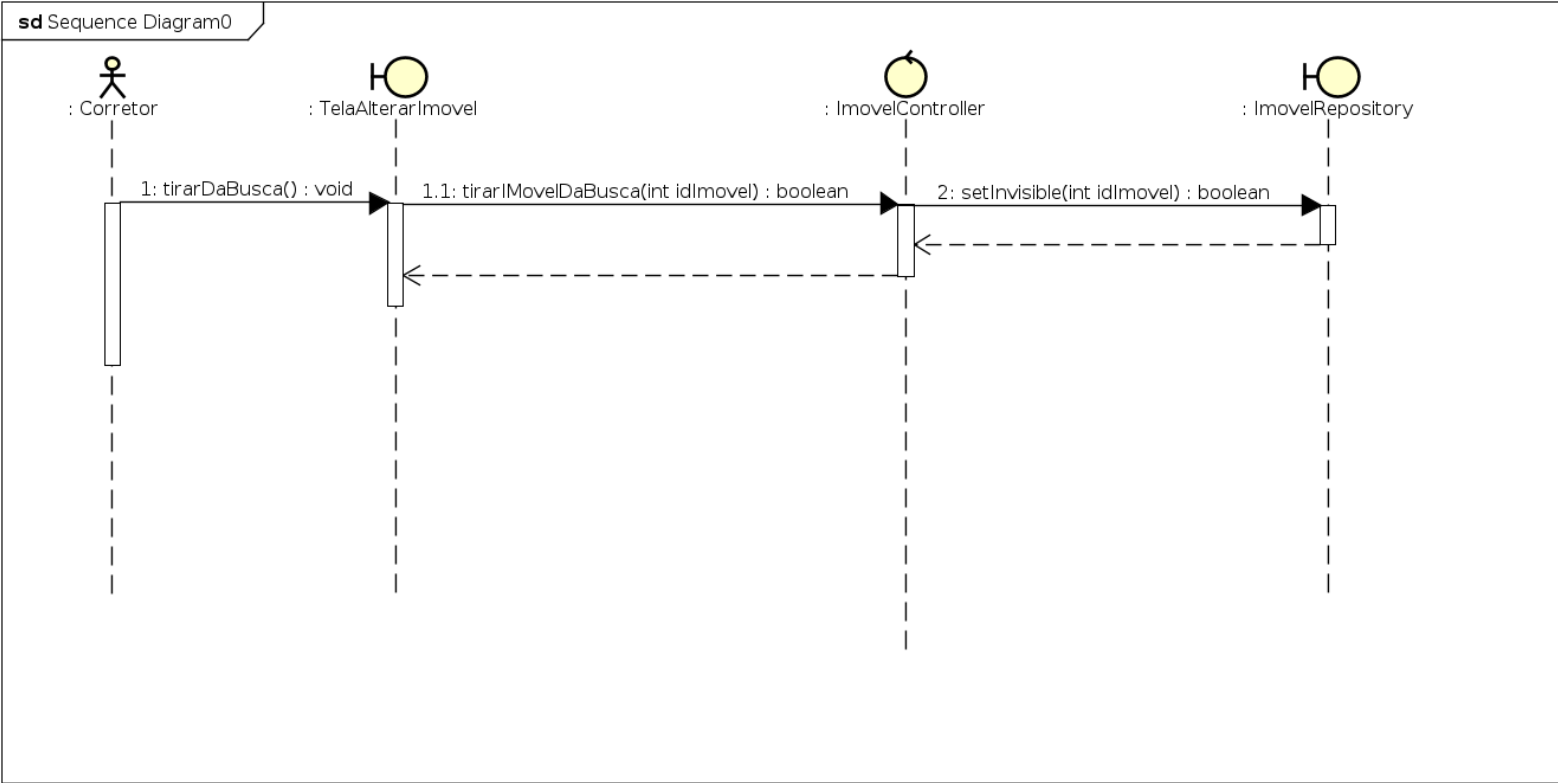 sd Sequence Diagram0
: Corretor
: TelaAlterarImovel
: ImovelController
: ImovelRepository
1: tirarDaBusca() : void
1.1: tirarIMovelDaBusca(int idImovel) : boolean
2: setInvisible(int idImovel) : boolean